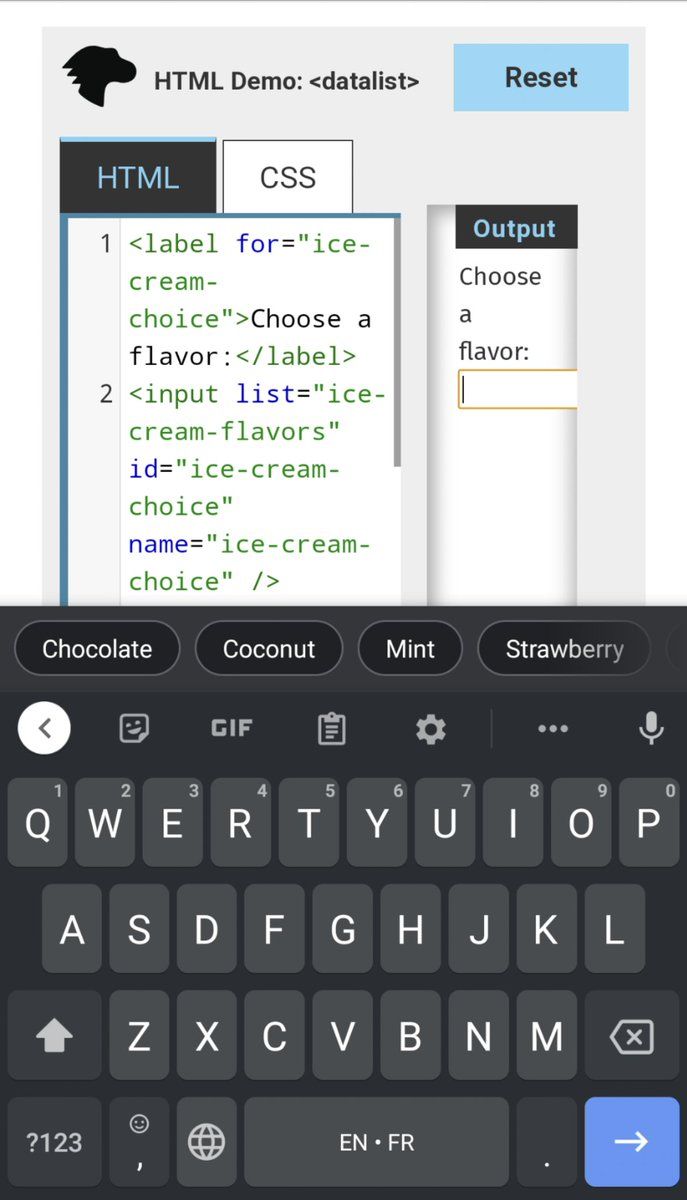 HTML Demo: <datalist>
Reset
HTML
CSS
1 <label for="ice-
cream-
choice">Choose a
flavor:</label>
2 <input list="ice-
cream-flavors"
id="ice-cream-
choice"
name="ice-cream-
choice" />
Output
Choose
a
flavor:
Chocolate Coconut Mint Strawberry
GIF
1 2 3 4 5 6 7 8 9 0
Q W E R T Y U I O P
A S D F G H J K L
Z X C V B N M
?123 , EN • FR .